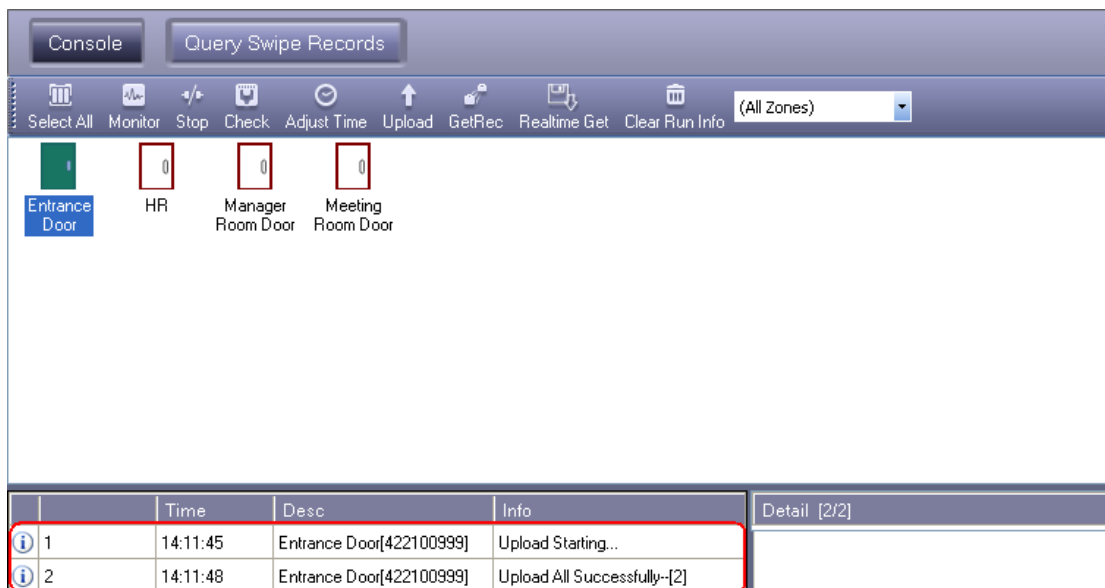 Console Query Swipe Records
Select All Monitor Stop Check Adjust Time Upload GetRec Realtime Get Clear Run Info (All Zones)
Entrance HR Manager Meeting
Door Room Door Room Door
Time Desc Info Detail [2/2]
1 14:11:45 Entrance Door[422100999] Upload Starting...
2 14:11:48 Entrance Door[422100999] Upload All Successfully--[2]